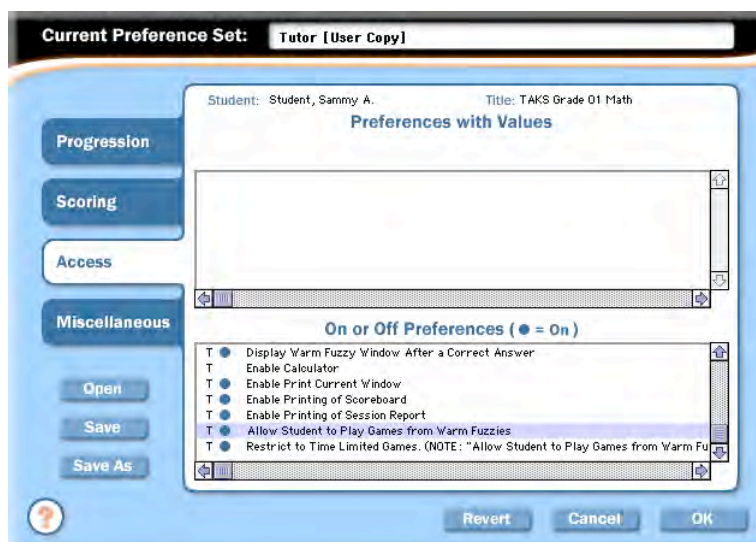 Current Preference Set: Tutor [User Copy]
Student: Student, Sammy A. Title: TAKS Grade 01 Math
Preferences with Values
Progression
Scoring
Access
Miscellaneous
On or Off Preferences ( ● = On )
T ● Display Warm Fuzzy Window After a Correct Answer
T Enable Calculator
T ● Enable Print Current Window
T ● Enable Printing of Scoreboard
T ● Enable Printing of Session Report
T ● Allow Student to Play Games from Warm Fuzzies
T ● Restrict to Time Limited Games. (NOTE: "Allow Student to Play Games from Warm Fu
Open
Save
Save As
?
Revert Cancel OK